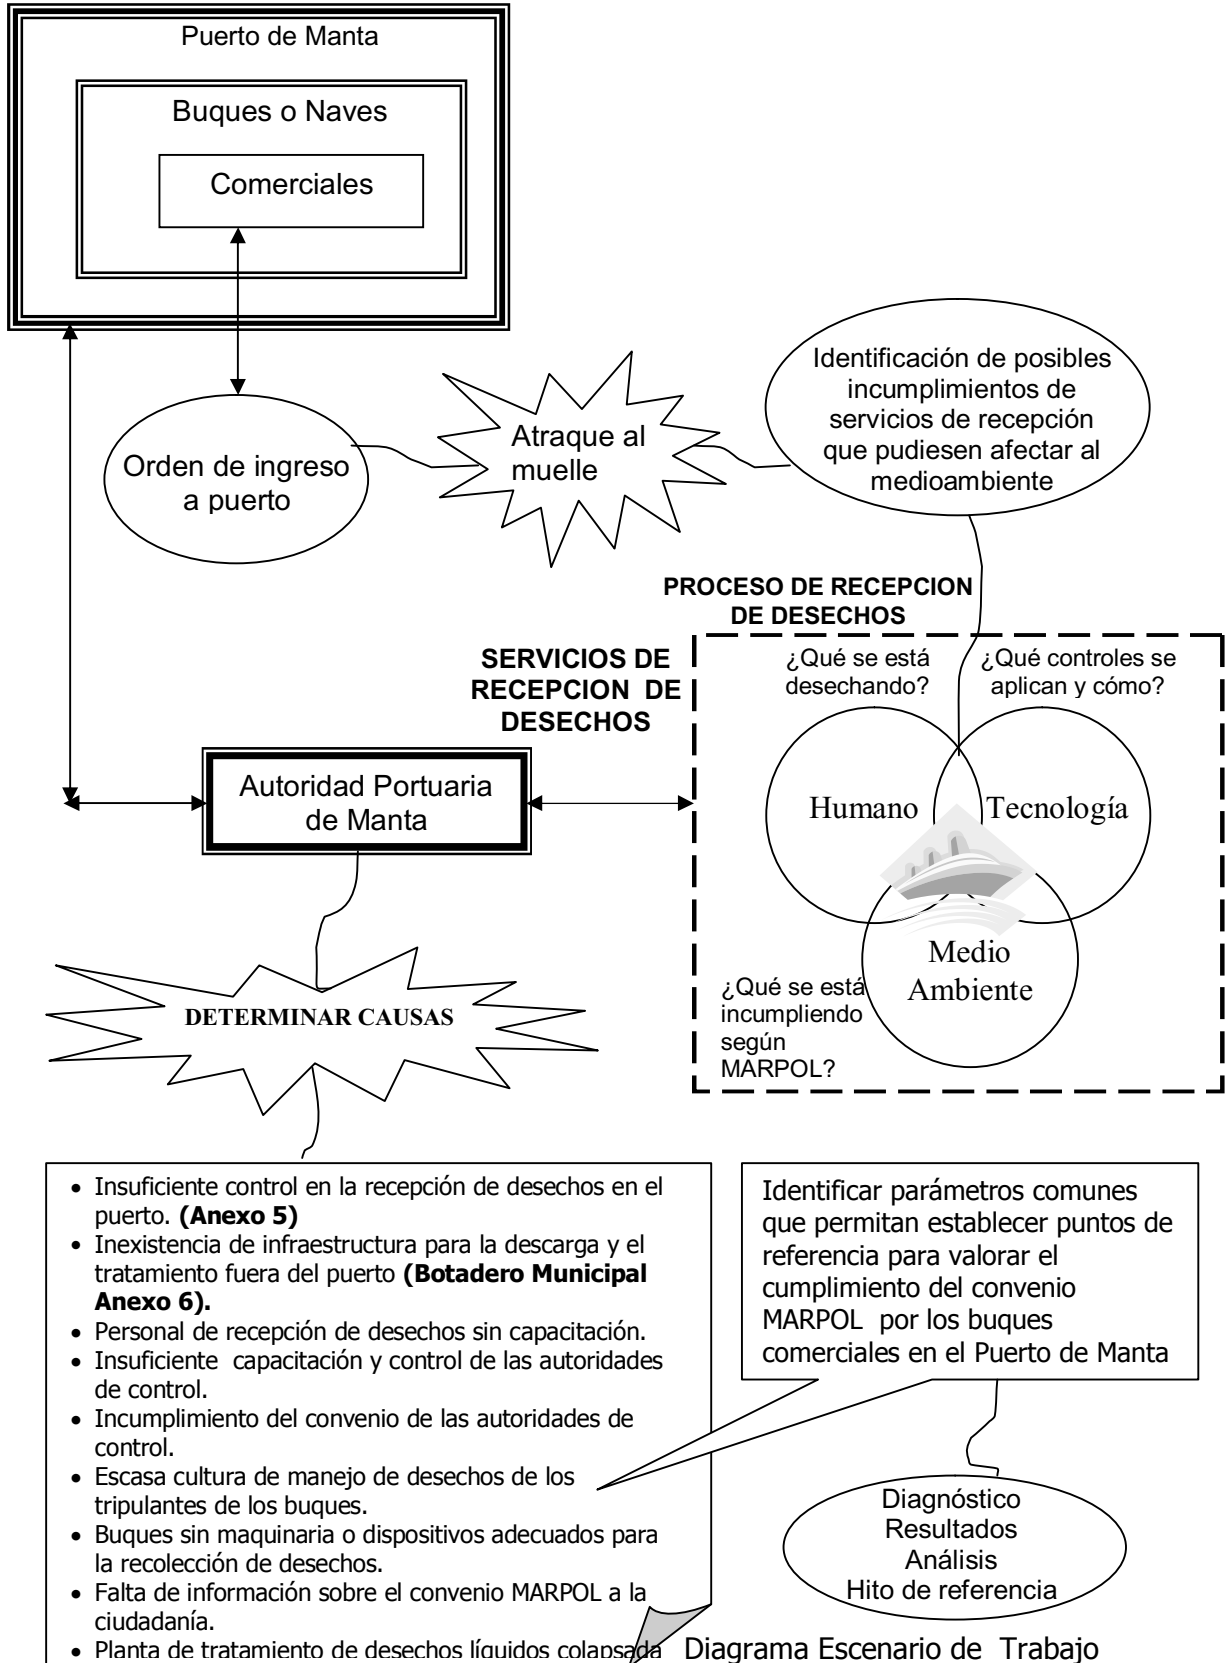 Puerto de Manta
Buques o Naves
Comerciales
Identificación de posibles
incumplimientos de
servicios de recepción
que pudiesen afectar al
medioambiente
Atraque al
muelle
Orden de ingreso
a puerto
PROCESO DE RECEPCION
DE DESECHOS
SERVICIOS DE
RECEPCION DE
DESECHOS
¿Qué se está
desechando?
¿Qué controles se
aplican y cómo?
Autoridad Portuaria
de Manta
Humano
Tecnología
Medio
Ambiente
¿Qué se está
incumpliendo
según
MARPOL?
DETERMINAR CAUSAS
• Insuficiente control en la recepción de desechos en el
puerto. (Anexo 5)
• Inexistencia de infraestructura para la descarga y el
tratamiento fuera del puerto (Botadero Municipal
Anexo 6).
• Personal de recepción de desechos sin capacitación.
• Insuficiente capacitación y control de las autoridades
de control.
• Incumplimiento del convenio de las autoridades de
control.
• Escasa cultura de manejo de desechos de los
tripulantes de los buques.
• Buques sin maquinaria o dispositivos adecuados para
la recolección de desechos.
• Falta de información sobre el convenio MARPOL a la
ciudadanía.
• Planta de tratamiento de desechos líquidos colapsada
Identificar parámetros comunes
que permitan establecer puntos de
referencia para valorar el
cumplimiento del convenio
MARPOL por los buques
comerciales en el Puerto de Manta
Diagnóstico
Resultados
Análisis
Hito de referencia
Diagrama Escenario de Trabajo